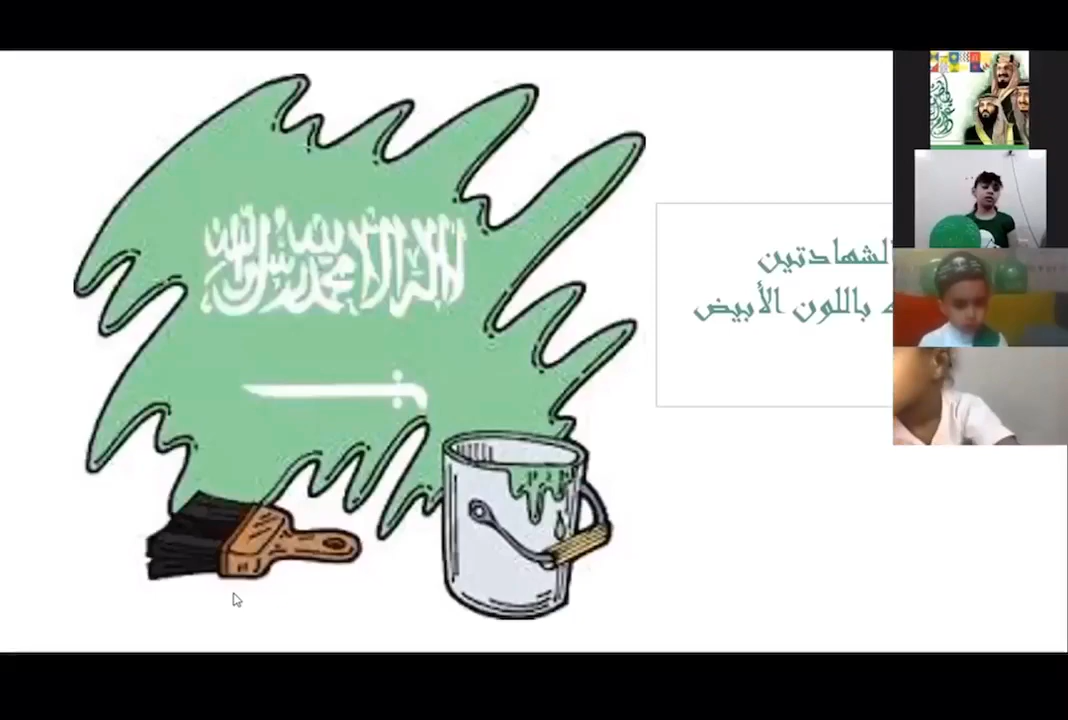 لا إله إلا الله محمد رسول الله
لشهادتين
باللون الأبيض